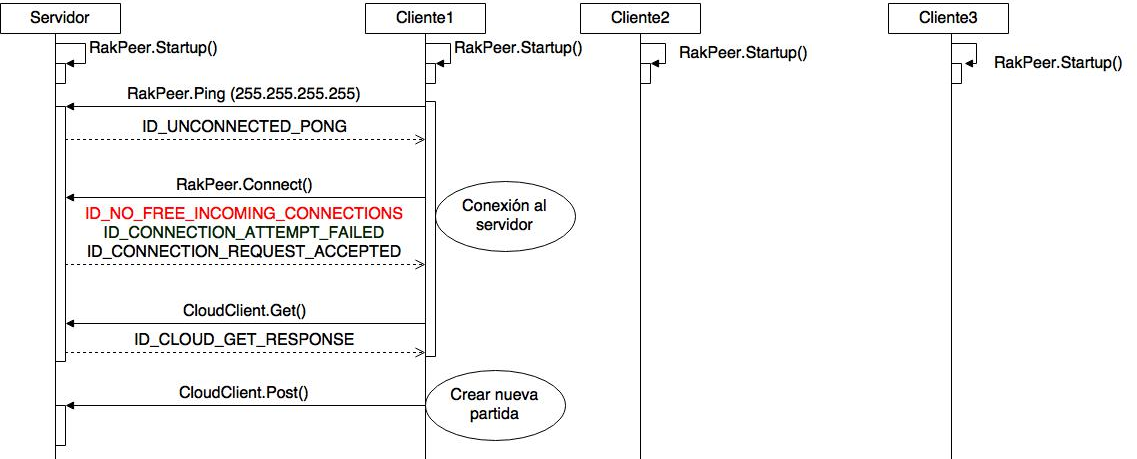 Servidor
Cliente1
Cliente2
Cliente3
RakPeer.Startup()
RakPeer.Startup()
RakPeer.Startup()
RakPeer.Startup()
RakPeer.Ping (255.255.255.255)
ID_UNCONNECTED_PONG
RakPeer.Connect()
ID_NO_FREE_INCOMING_CONNECTIONS
ID_CONNECTION_ATTEMPT_FAILED
ID_CONNECTION_REQUEST_ACCEPTED
Conexión al
servidor
CloudClient.Get()
ID_CLOUD_GET_RESPONSE
CloudClient.Post()
Crear nueva
partida